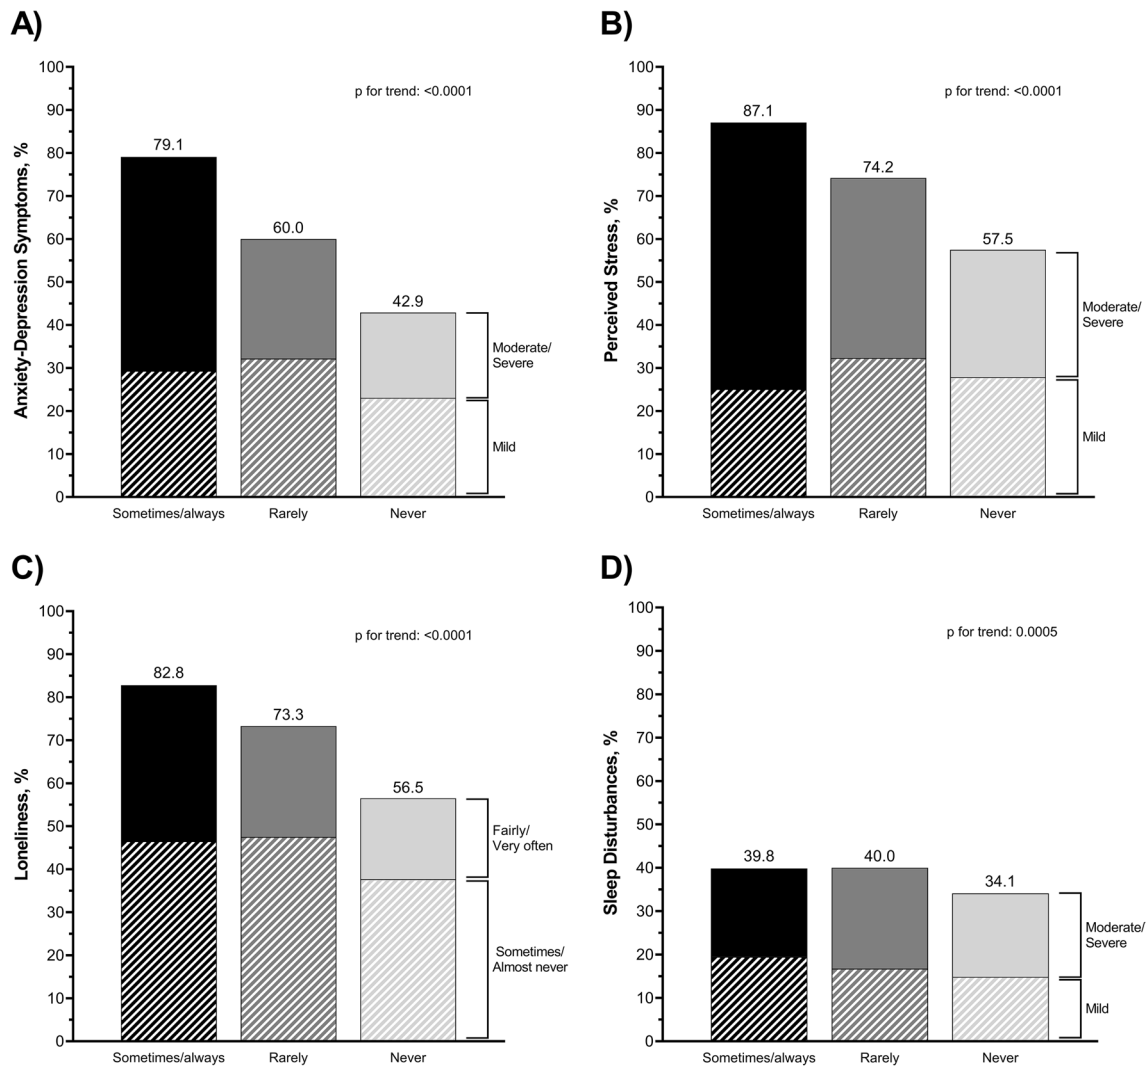 A)
Anxiety-Depression Symptoms, %
100
90
80
70
60
50
40
30
20
10
0
p for trend: <0.0001
79.1
60.0
42.9
Moderate/
Severe
Mild
Sometimes/always
Rarely
Never
B)
Perceived Stress, %
100
90
80
70
60
50
40
30
20
10
0
p for trend: <0.0001
87.1
74.2
57.5
Moderate/
Severe
Mild
Sometimes/always
Rarely
Never
C)
Loneliness, %
100
90
80
70
60
50
40
30
20
10
0
p for trend: <0.0001
82.8
73.3
56.5
Fairly/
Very often
Sometimes/
Almost never
Sometimes/always
Rarely
Never
D)
Sleep Disturbances, %
100
90
80
70
60
50
40
30
20
10
0
p for trend: 0.0005
39.8
40.0
34.1
Moderate/
Severe
Mild
Sometimes/always
Rarely
Never